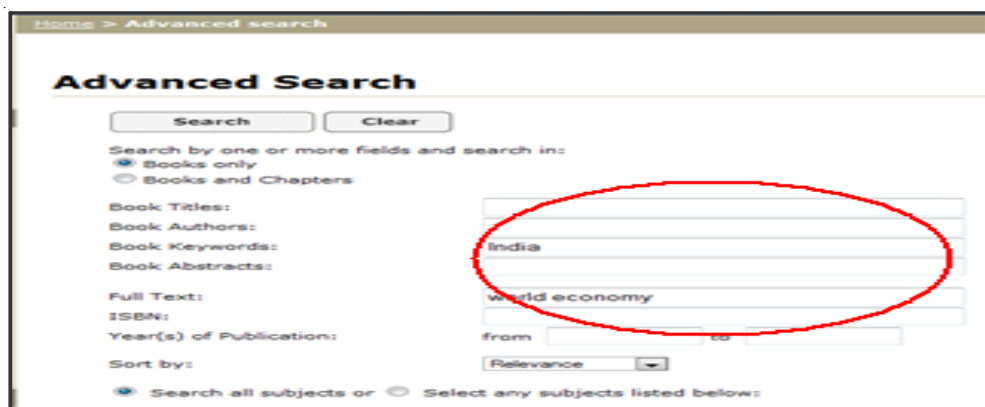 Home > Advanced search
Advanced Search
Search Clear
Search by one or more fields and search in:
Books only
Books and Chapters
Book Titles:
Book Authors:
Book Keywords: India
Book Abstracts:
Full Text: world economy
ISBN:
Year(s) of Publication: from to
Sort by: Relevance
Search all subjects or Select any subjects listed below: